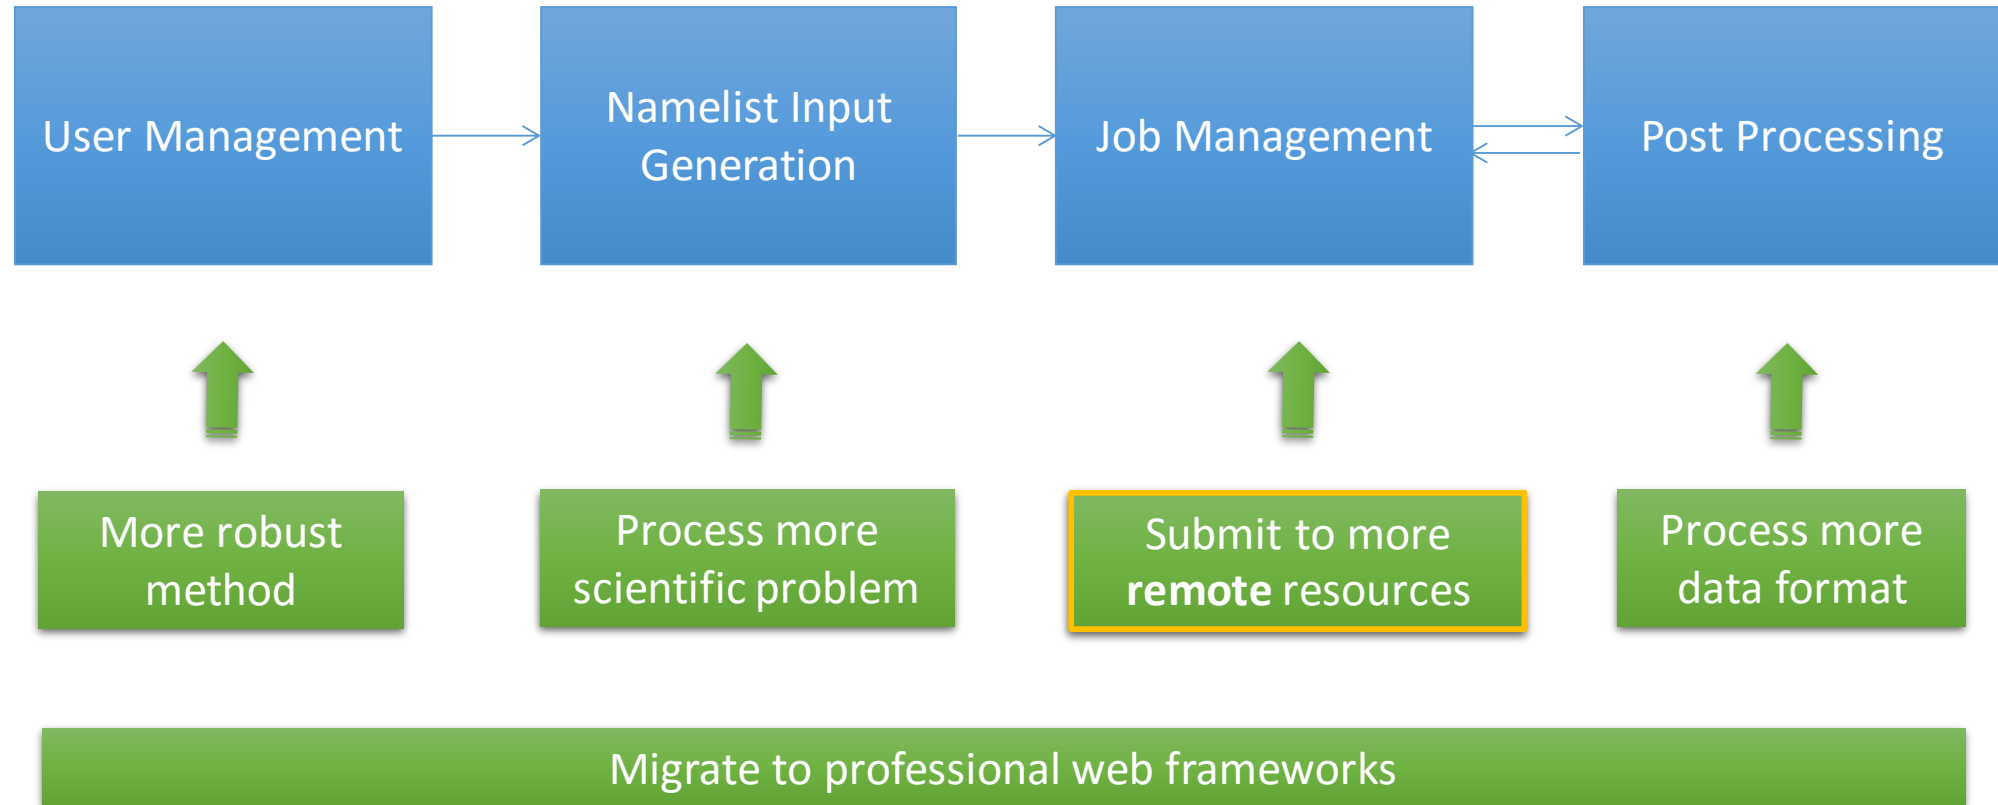 User Management
Namelist Input
Generation
Job Management
Post Processing
More robust
method
Process more
scientific problem
Submit to more
remote resources
Process more
data format
Migrate to professional web frameworks